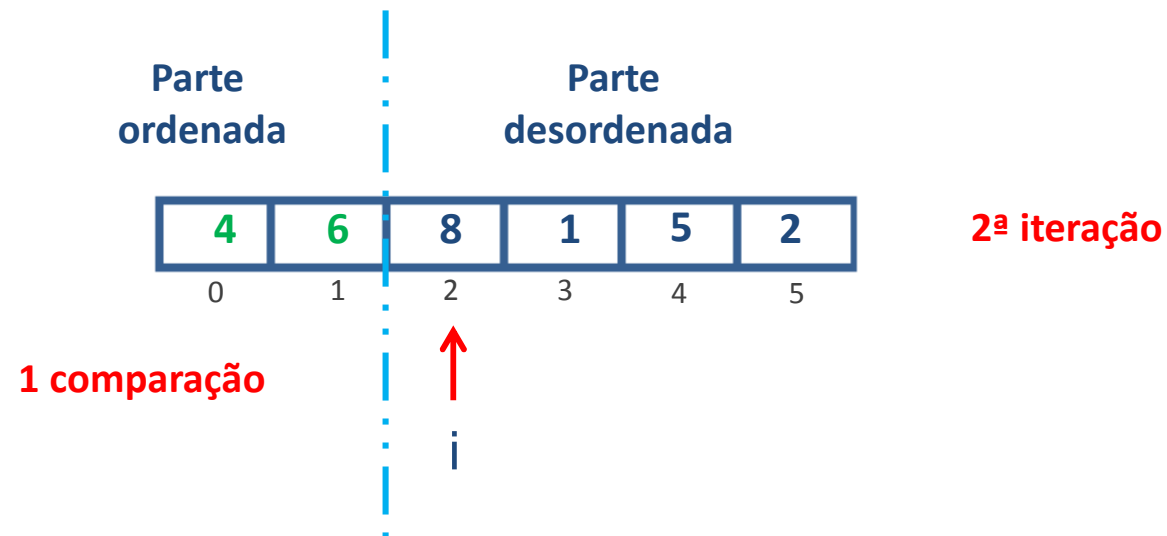 Parte
ordenada
Parte
desordenada
4 6 8 1 5 2
2ª iteração
0 1 2 3 4 5
1 comparação
i